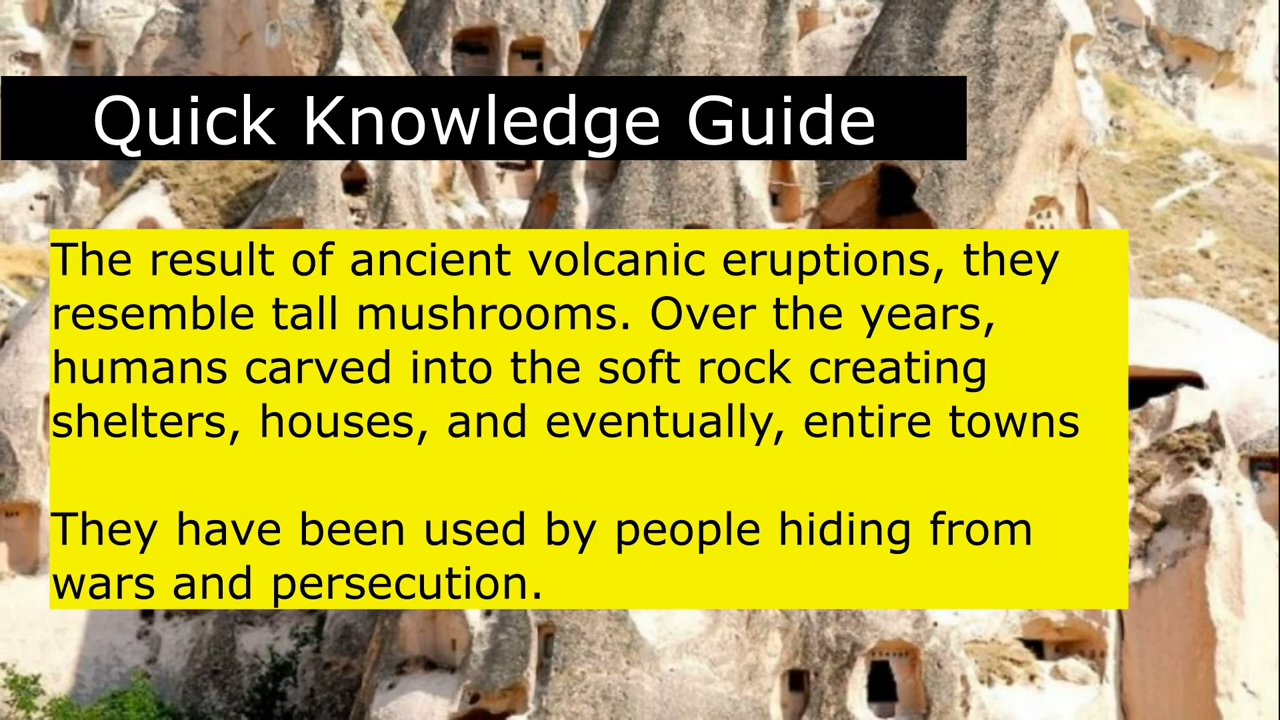 Quick Knowledge Guide
The result of ancient volcanic eruptions, they
resemble tall mushrooms. Over the years,
humans carved into the soft rock creating
shelters, houses, and eventually, entire towns
They have been used by people hiding from
wars and persecution.